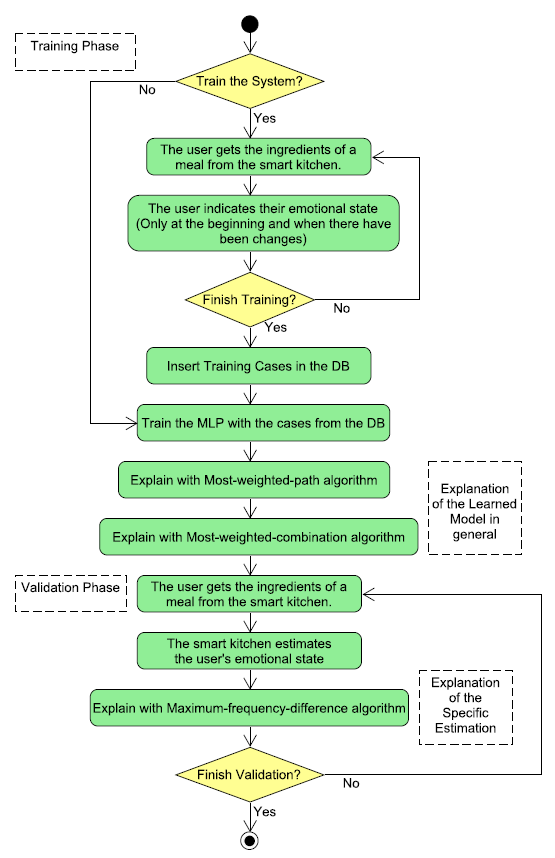 Training Phase
Train the System?
No
Yes
The user gets the ingredients of a
meal from the smart kitchen.
The user indicates their emotional state
(Only at the beginning and when there have
been changes)
Finish Training?
No
Yes
Insert Training Cases in the DB
Train the MLP with the cases from the DB
Explain with Most-weighted-path algorithm
Explanation
of the Learned
Model in
general
Explain with Most-weighted-combination algorithm
Validation Phase
The user gets the ingredients of a
meal from the smart kitchen.
The smart kitchen estimates
the user's emotional state
Explanation
of the
Specific
Estimation
Explain with Maximum-frequency-difference algorithm
Finish Validation?
No
Yes